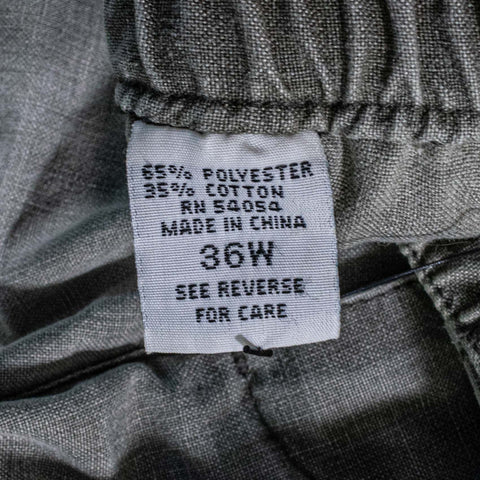 65% POLYESTER
35% COTTON
RN 54054
MADE IN CHINA
36W
SEE REVERSE
FOR CARE